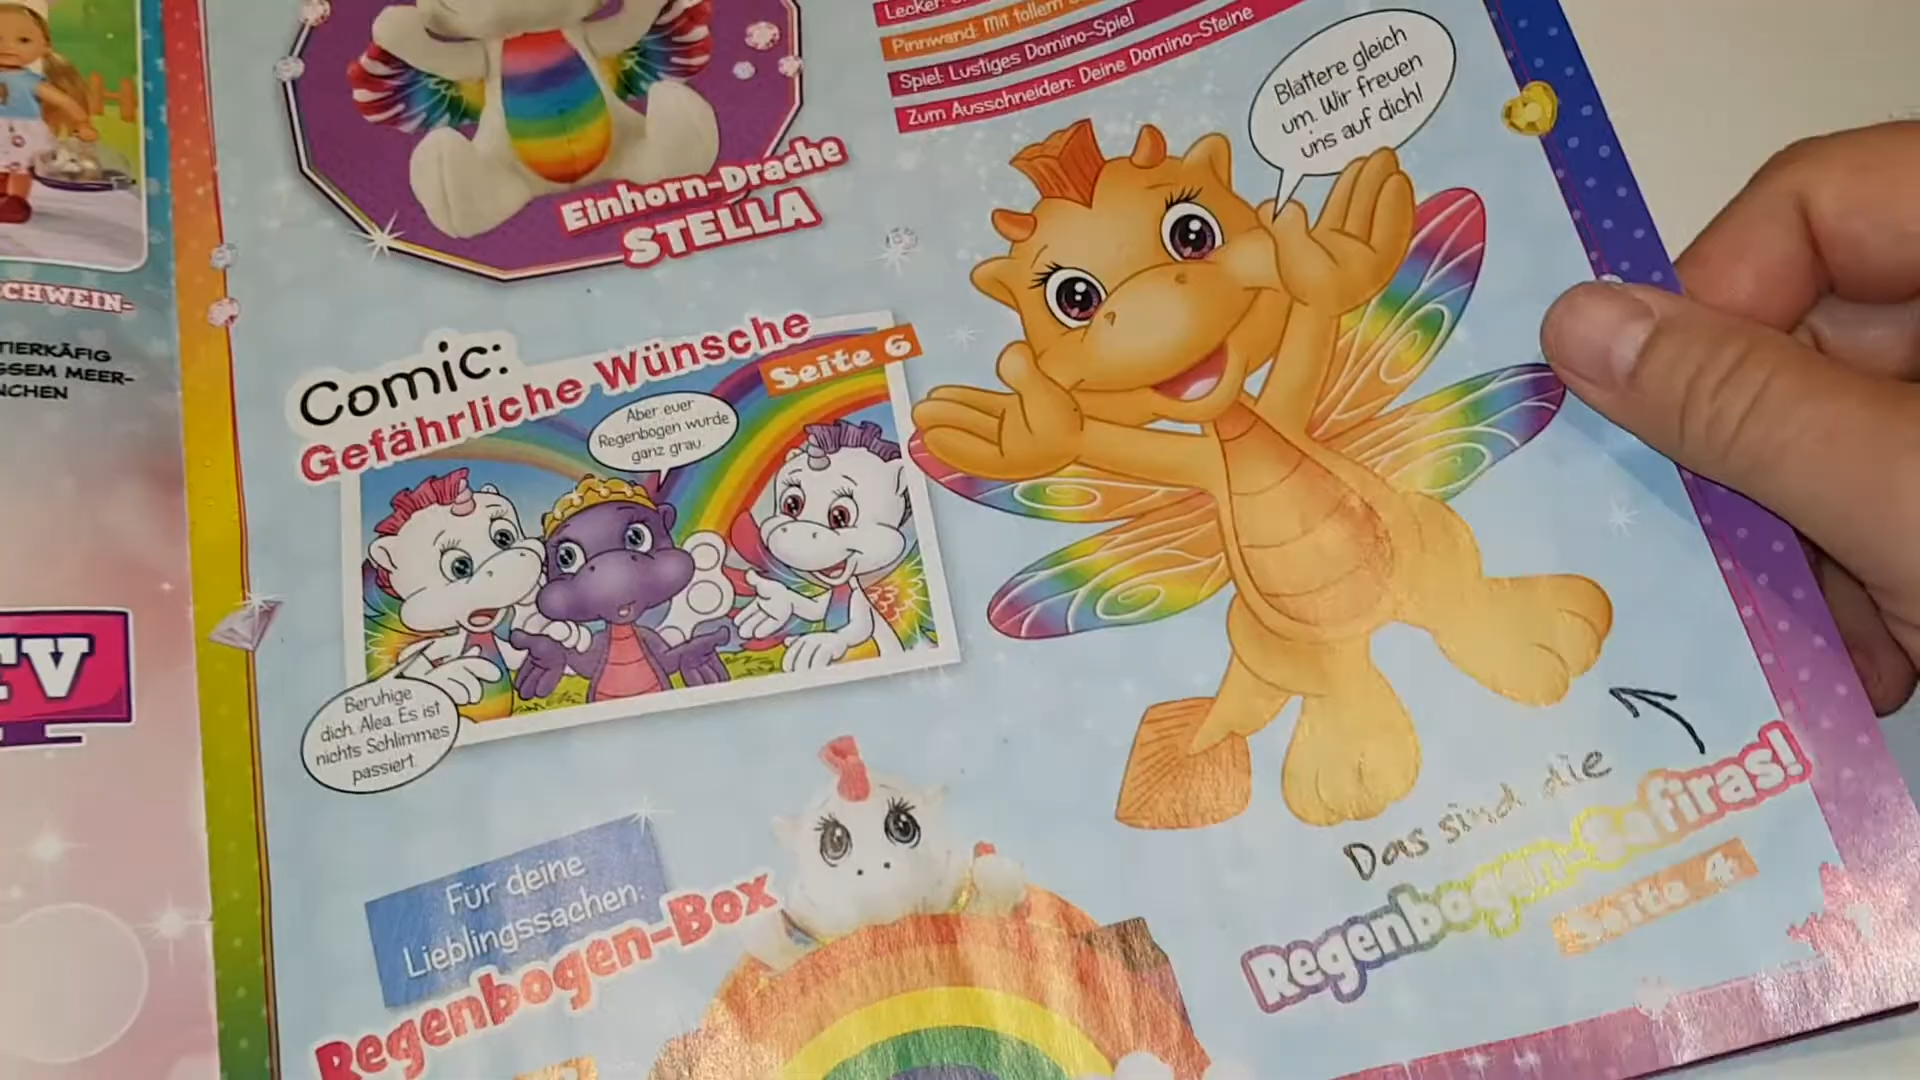 Lecker:
Pinnwand: Mit tollem
Spiel: Lustiges Domino-Spiel
Zum Ausschneiden: Deine Domino-Steine
Blättere gleich
um. Wir freuen
uns auf dich!
Einhorn-Drache
STELLA
CHWEIN-
TIERKÄFIG
SSEM MEER-
NCHEN
TV
Comic:
Gefährliche Wünsche
Seite 6
Aber euer
Regenbogen wurde
ganz grau.
Beruhige
dich, Alea. Es ist
nichts Schlimmes
passiert.
Für deine
Lieblingssachen:
Regenbogen-Box
Das sind die
Regenbogen-Safiras!
Seite 4